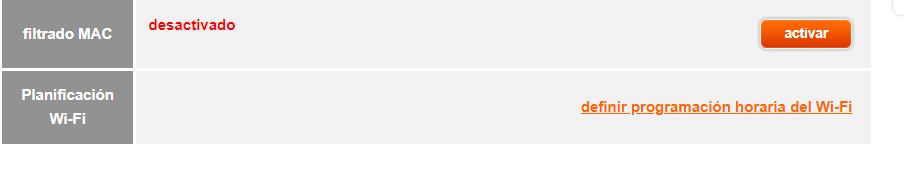 filtrado MAC
desactivado
activar
Planificación
Wi-Fi
definir programación horaria del Wi-Fi